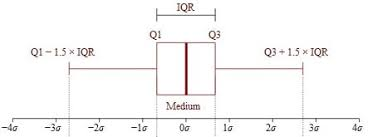 IQR
Q1 Q3
Q1 − 1.5 × IQR Q3 + 1.5 × IQR
Medium
−4σ −3σ −2σ −1σ 0σ 1σ 2σ 3σ 4σ